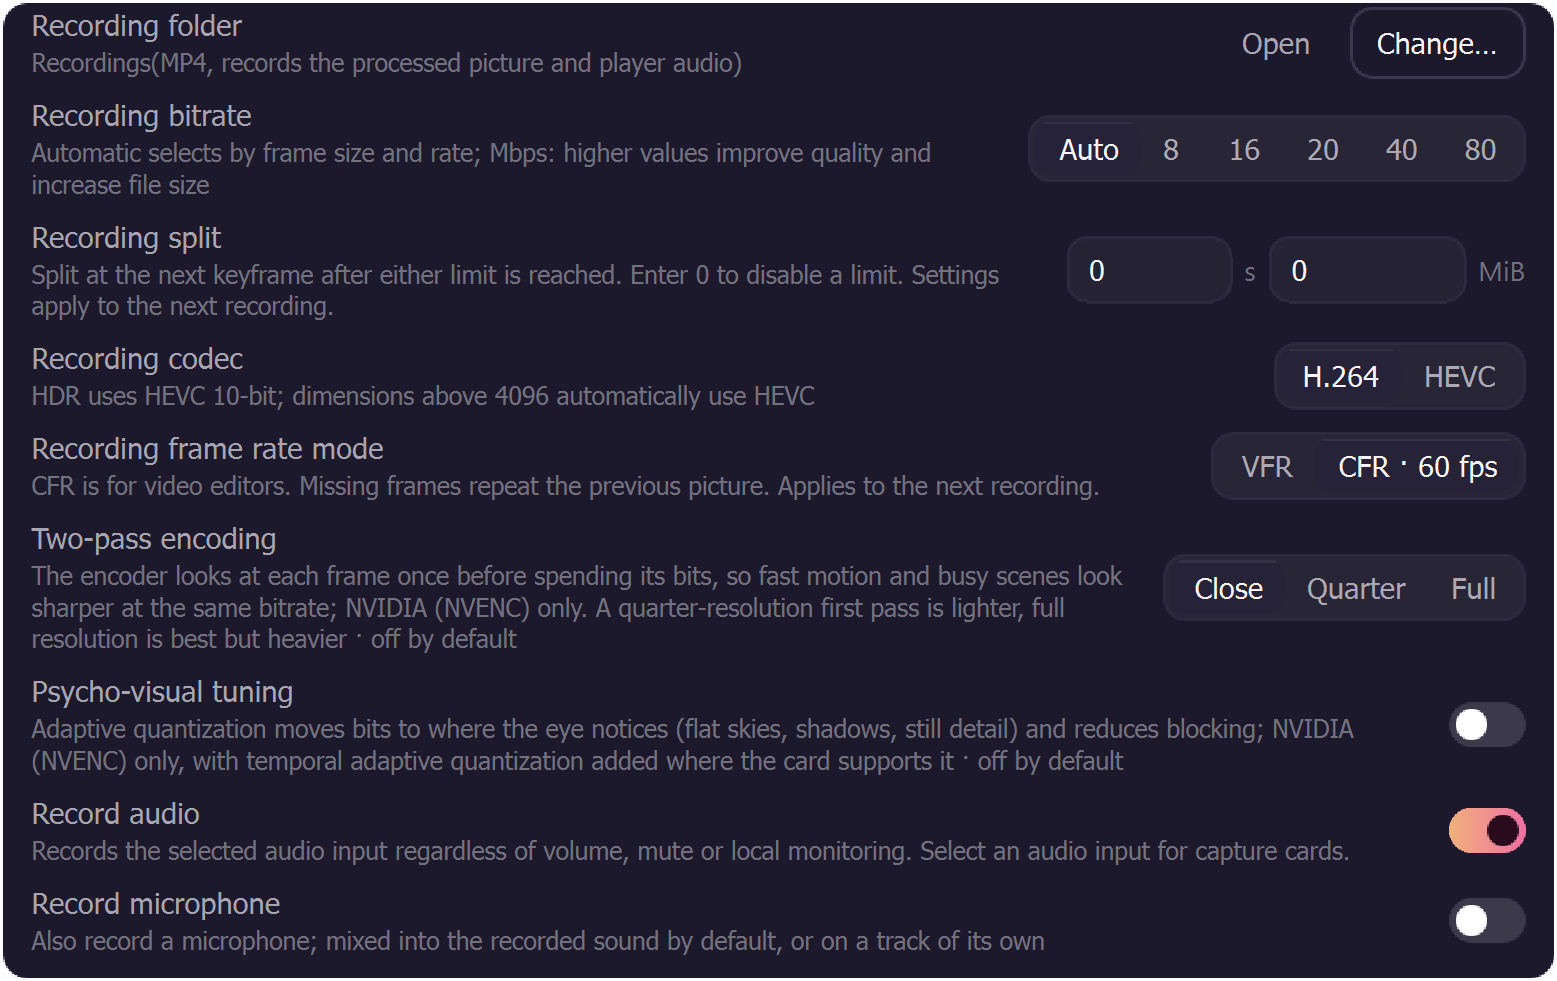 Recording folder
Recordings(MP4, records the processed picture and player audio)
Open
Change...
Recording bitrate
Automatic selects by frame size and rate; Mbps: higher values improve quality and
increase file size
Auto 8 16 20 40 80
Recording split
Split at the next keyframe after either limit is reached. Enter 0 to disable a limit. Settings
apply to the next recording.
0 s 0 MiB
Recording codec
HDR uses HEVC 10-bit; dimensions above 4096 automatically use HEVC
H.264 HEVC
Recording frame rate mode
CFR is for video editors. Missing frames repeat the previous picture. Applies to the next recording.
VFR CFR · 60 fps
Two-pass encoding
The encoder looks at each frame once before spending its bits, so fast motion and busy scenes look
sharper at the same bitrate; NVIDIA (NVENC) only. A quarter-resolution first pass is lighter, full
resolution is best but heavier · off by default
Close Quarter Full
Psycho-visual tuning
Adaptive quantization moves bits to where the eye notices (flat skies, shadows, still detail) and reduces blocking; NVIDIA
(NVENC) only, with temporal adaptive quantization added where the card supports it · off by default
Record audio
Records the selected audio input regardless of volume, mute or local monitoring. Select an audio input for capture cards.
Record microphone
Also record a microphone; mixed into the recorded sound by default, or on a track of its own